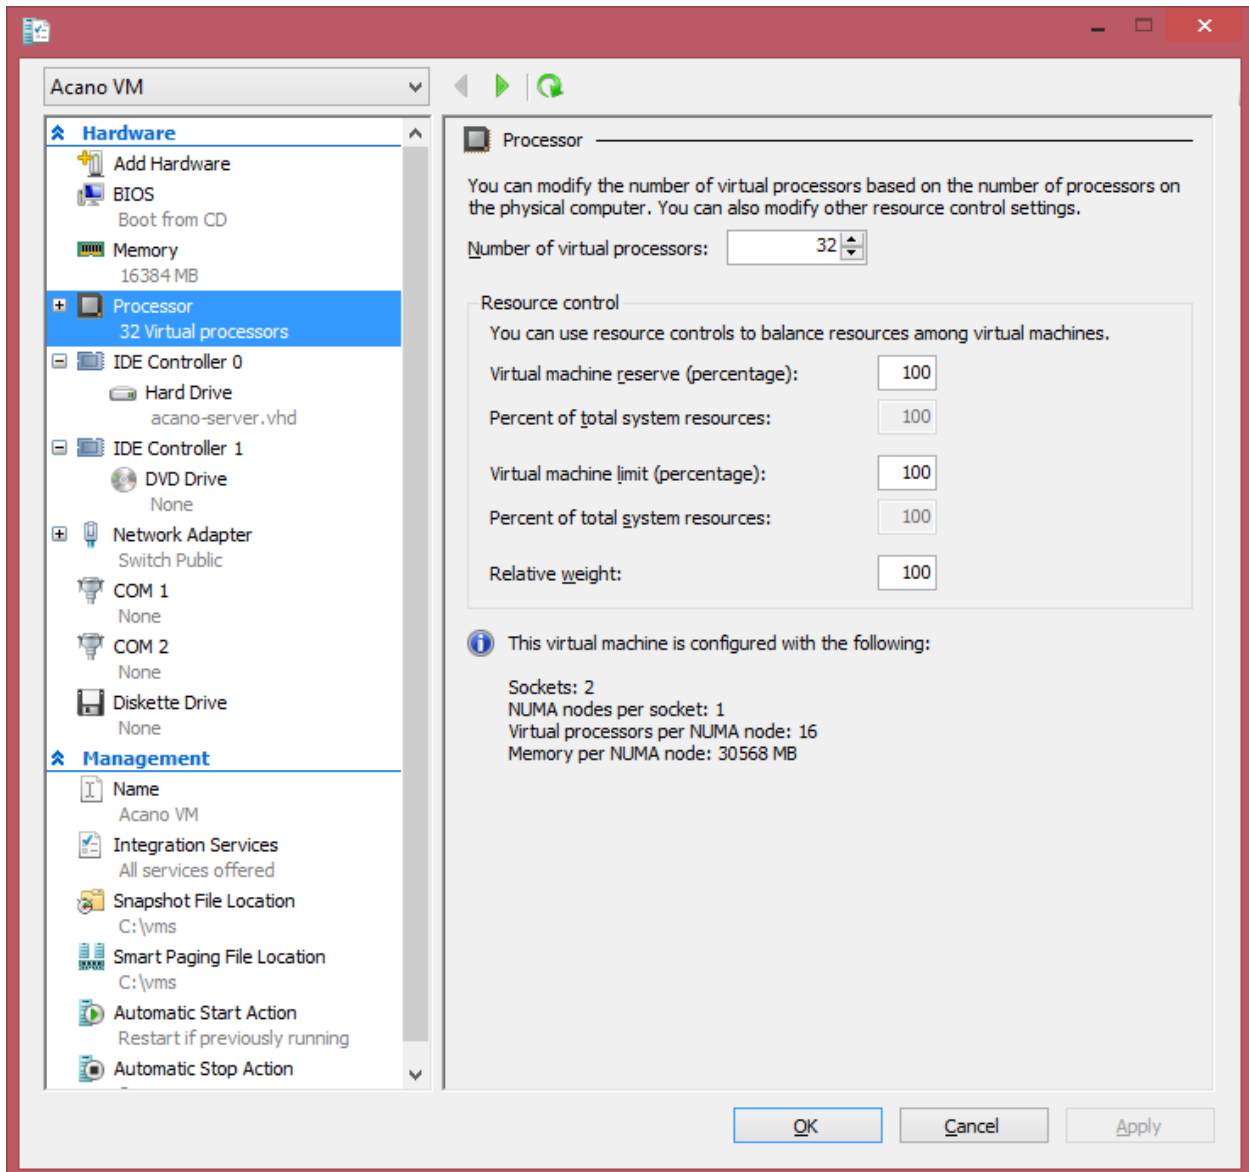 Acano VM
Hardware
Add Hardware
BIOS
Boot from CD
Memory
16384 MB
Processor
32 Virtual processors
IDE Controller 0
Hard Drive
acano-server.vhd
IDE Controller 1
DVD Drive
None
Network Adapter
Switch Public
COM 1
None
COM 2
None
Diskette Drive
None
Management
Name
Acano VM
Integration Services
All services offered
Snapshot File Location
C:\vms
Smart Paging File Location
C:\vms
Automatic Start Action
Restart if previously running
Automatic Stop Action
Processor
You can modify the number of virtual processors based on the number of processors on
the physical computer. You can also modify other resource control settings.
Number of virtual processors: 32
Resource control
You can use resource controls to balance resources among virtual machines.
Virtual machine reserve (percentage): 100
Percent of total system resources: 100
Virtual machine limit (percentage): 100
Percent of total system resources: 100
Relative weight: 100
This virtual machine is configured with the following:
Sockets: 2
NUMA nodes per socket: 1
Virtual processors per NUMA node: 16
Memory per NUMA node: 30568 MB
OK Cancel Apply